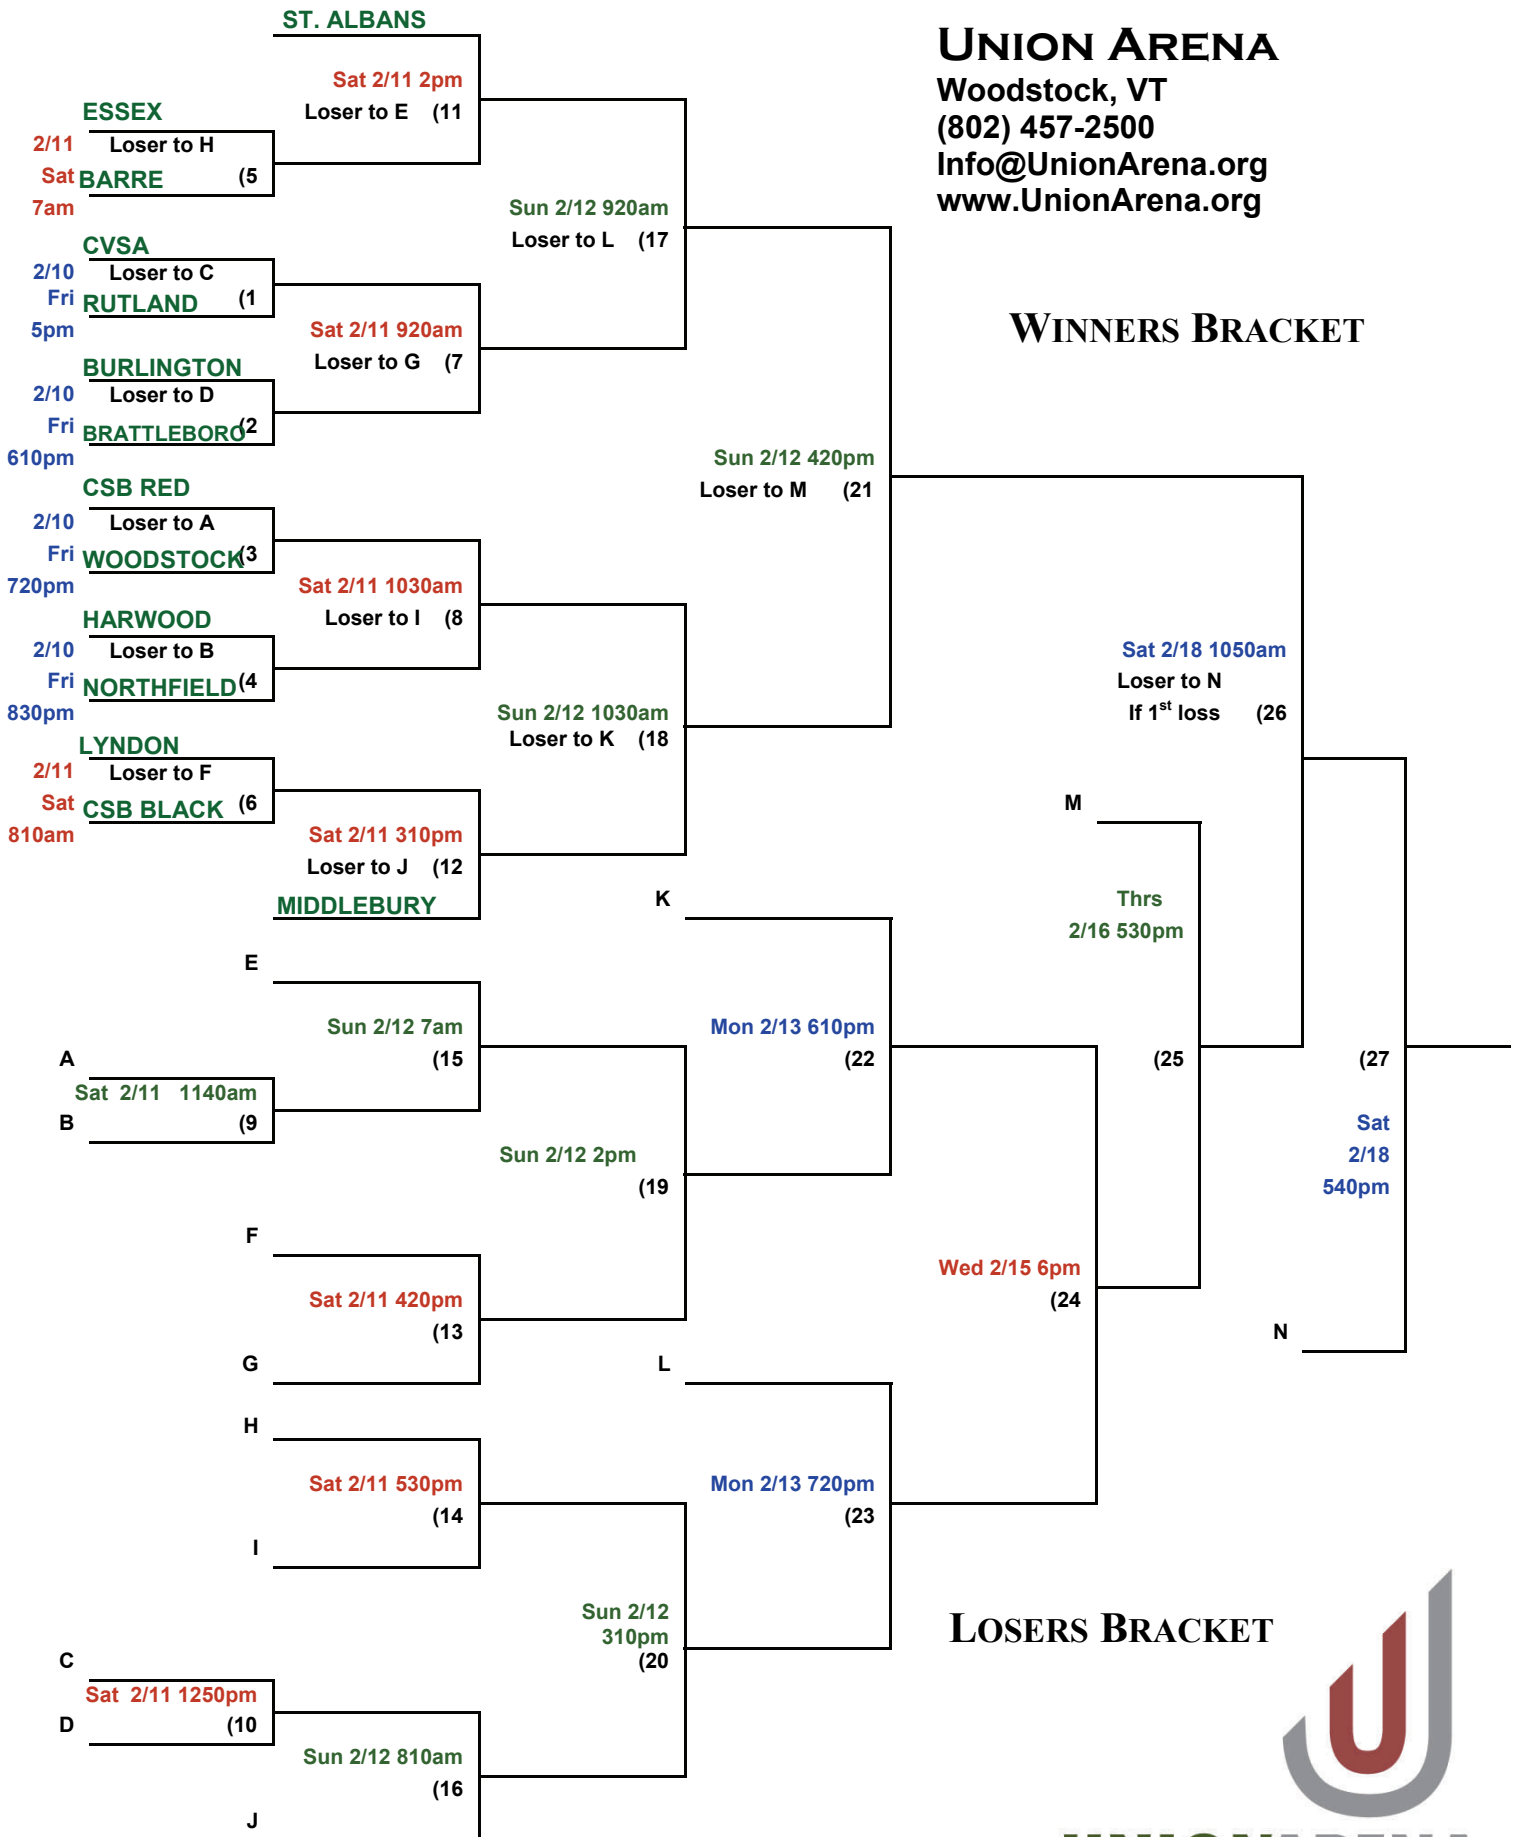 ST. ALBANS
UNION ARENA
Woodstock, VT
(802) 457-2500
Info@UnionArena.org
www.UnionArena.org
Sat 2/11 2pm
Loser to E (11
ESSEX
2/11 Loser to H
Sat BARRE (5
7am
Sun 2/12 920am
Loser to L (17
CVSA
2/10 Loser to C
Fri RUTLAND (1
5pm
WINNERS BRACKET
Sat 2/11 920am
Loser to G (7
BURLINGTON
2/10 Loser to D
Fri BRATTLEBORO (2
610pm
Sun 2/12 420pm
Loser to M (21
CSB RED
2/10 Loser to A
Fri WOODSTOCK (3
720pm
Sat 2/11 1030am
Loser to I (8
HARWOOD
2/10 Loser to B
Fri NORTHFIELD (4
830pm
Sat 2/18 1050am
Loser to N
If 1st loss (26
Sun 2/12 1030am
Loser to K (18
LYNDON
2/11 Loser to F
Sat CSB BLACK (6
810am
M
Sat 2/11 310pm
Loser to J (12
MIDDLEBURY
K
Thrs
2/16 530pm
E
Sun 2/12 7am
(15
Mon 2/13 610pm
(22
(25
(27
A
Sat 2/11 1140am
B (9
Sat
2/18
540pm
Sun 2/12 2pm
(19
F
Wed 2/15 6pm
(24
Sat 2/11 420pm
(13
N
G
L
H
Sat 2/11 530pm
(14
Mon 2/13 720pm
(23
I
Sun 2/12
310pm
(20
LOSERS BRACKET
C
Sat 2/11 1250pm
D (10
Sun 2/12 810am
(16
J
UNIONARENA